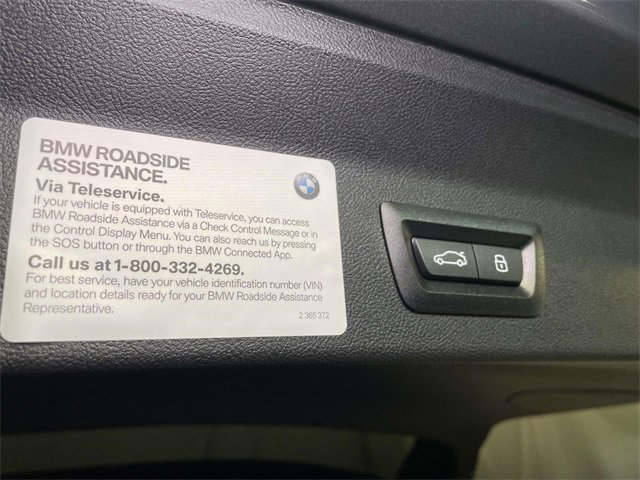 BMW ROADSIDE
ASSISTANCE.
Via Teleservice.
If your vehicle is equipped with Teleservice, you can access
BMW Roadside Assistance via a Check Control Message or in
the Control Display Menu. You can also reach us by pressing
the SOS button or through the BMW Connected App.
Call us at 1-800-332-4269.
For best service, have your vehicle identification number (VIN)
and location details ready for your BMW Roadside Assistance
Representative.
2 365 372